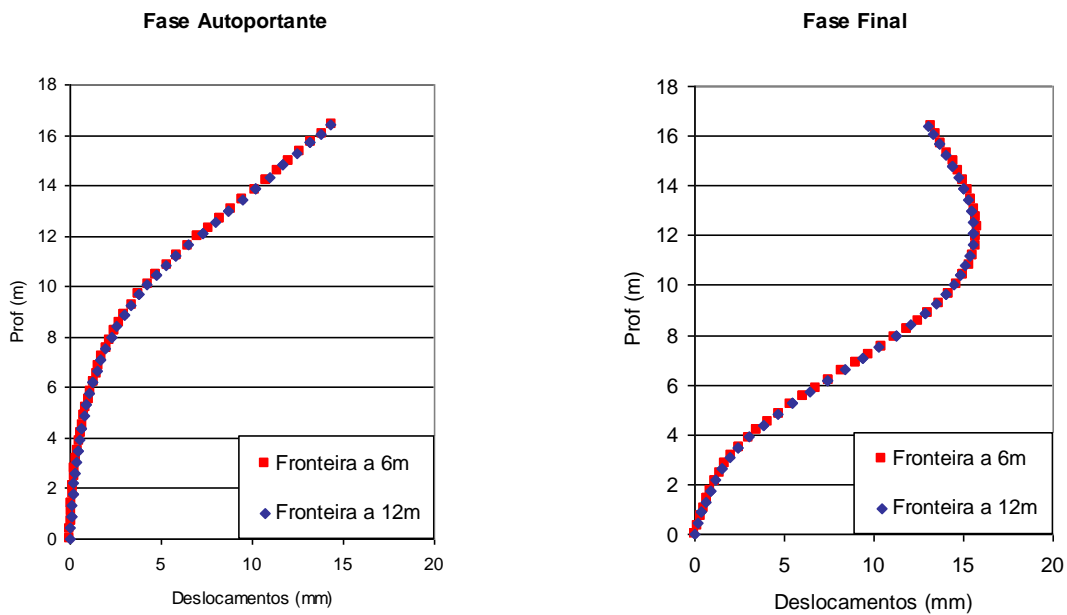 Fase Autoportante
18
16
14
12
10
8
6
4
2
0
Prof (m)
0 5 10 15 20
Deslocamentos (mm)
Fronteira a 6m
Fronteira a 12m
Fase Final
18
16
14
12
10
8
6
4
2
0
Prof (m)
0 5 10 15 20
Deslocamentos (mm)
Fronteira a 6m
Fronteira a 12m